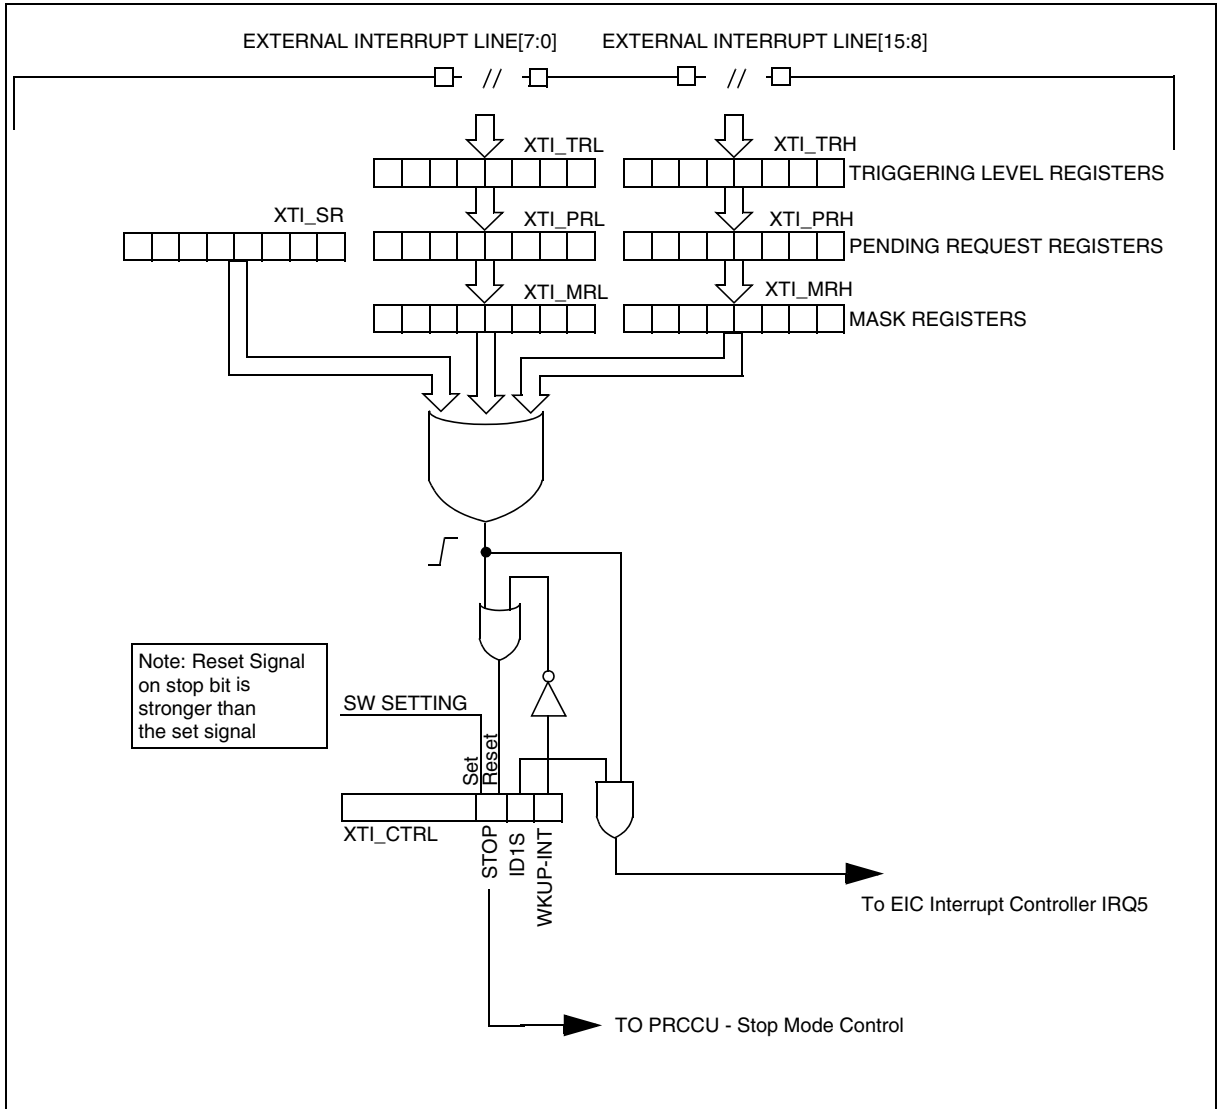 EXTERNAL INTERRUPT LINE[7:0]
EXTERNAL INTERRUPT LINE[15:8]
//
//
XTI_TRL
XTI_TRH
TRIGGERING LEVEL REGISTERS
XTI_SR
XTI_PRL
XTI_PRH
PENDING REQUEST REGISTERS
XTI_MRL
XTI_MRH
MASK REGISTERS
Note: Reset Signal
on stop bit is
stronger than
the set signal
SW SETTING
Set
Reset
XTI_CTRL
STOP
ID1S
WKUP-INT
To EIC Interrupt Controller IRQ5
TO PRCCU - Stop Mode Control